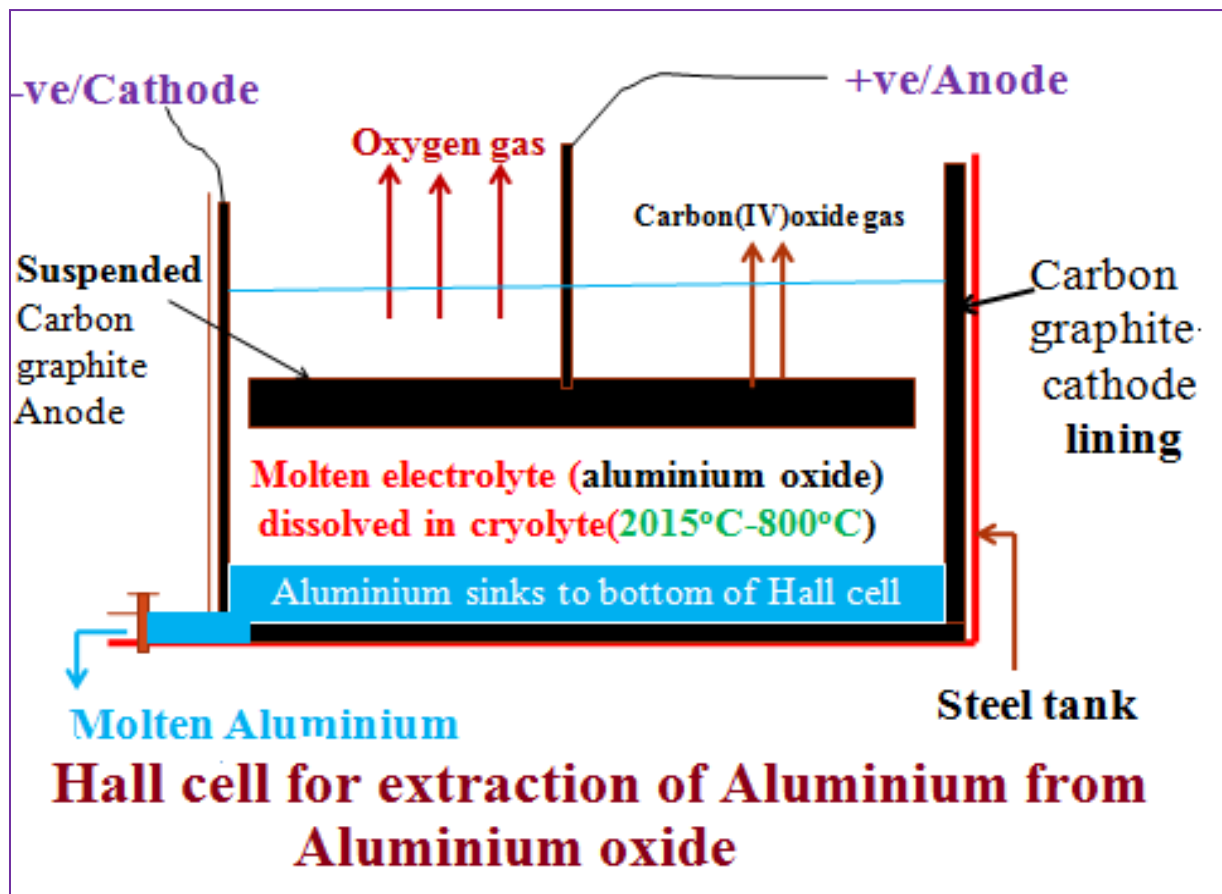 -ve/Cathode
+ve/Anode
Oxygen gas
Carbon(IV)oxide gas
Suspended
Carbon
graphite
Anode
Carbon
graphite
cathode
lining
Molten electrolyte (aluminium oxide)
dissolved in cryolyte(2015°C-800°C)
Aluminium sinks to bottom of Hall cell
Molten Aluminium
Steel tank
Hall cell for extraction of Aluminium from
Aluminium oxide